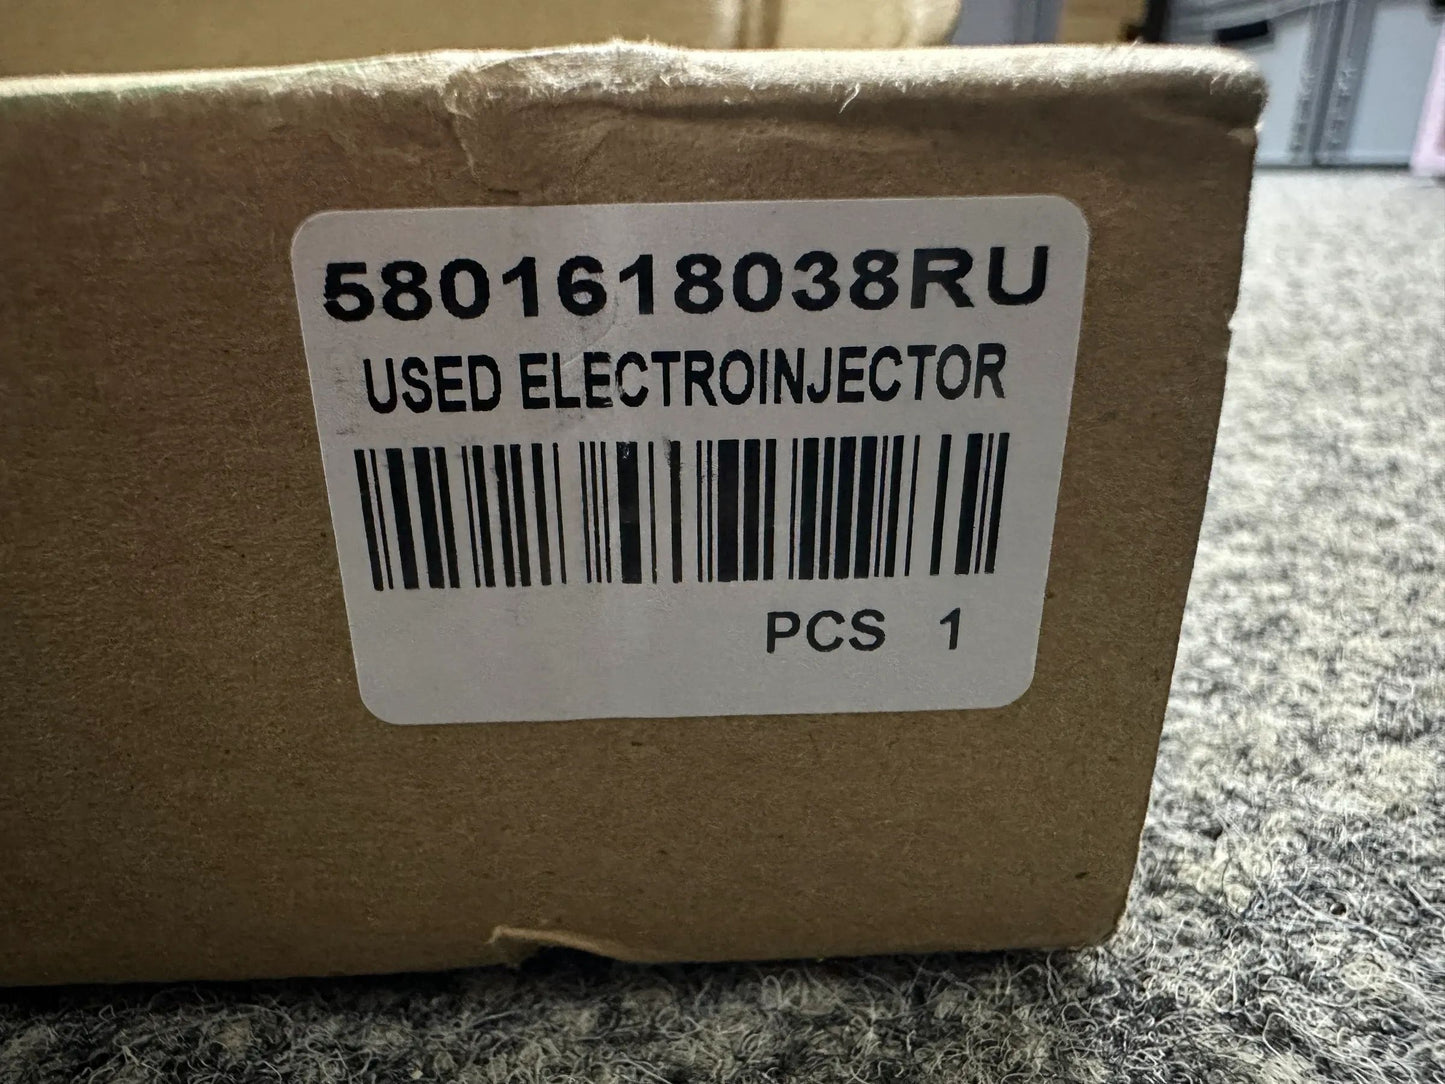 5801618038RU
USED ELECTROINJECTOR
PCS 1